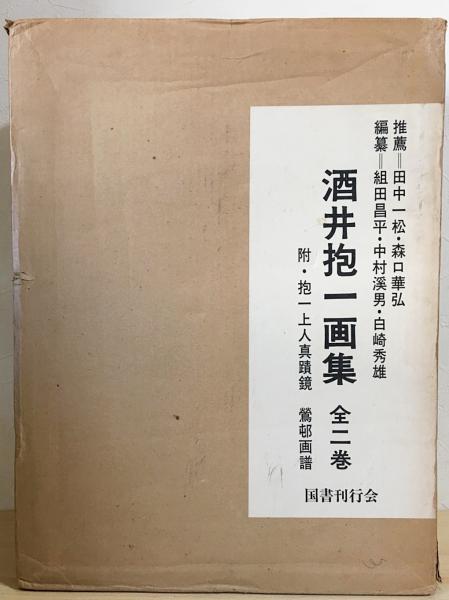 推薦＝田中一松・森口華弘
編纂＝組田昌平・中村溪男・白崎秀雄
酒井抱一画集 全二巻
附・抱一上人真蹟鏡 鶯邨画譜
国書刊行会